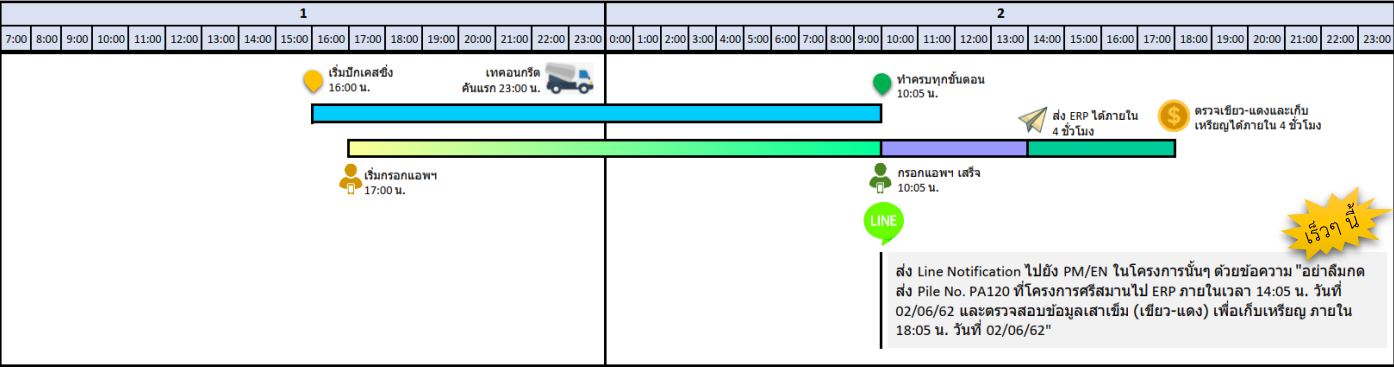 1 2
7:00 8:00 9:00 10:00 11:00 12:00 13:00 14:00 15:00 16:00 17:00 18:00 19:00 20:00 21:00 22:00 23:00 0:00 1:00 2:00 3:00 4:00 5:00 6:00 7:00 8:00 9:00 10:00 11:00 12:00 13:00 14:00 15:00 16:00 17:00 18:00 19:00 20:00 21:00 22:00 23:00
เริ่มปักเคสซิ่ง
16:00 น.
เทคอนกรีต
คันแรก 23:00 น.
ทำครบทุกขั้นตอน
10:05 น.
ส่ง ERP ได้ภายใน
4 ชั่วโมง
ตรวจเขียว-แดงและเก็บ
เหรียญได้ภายใน 4 ชั่วโมง
เริ่มกรอกแอพฯ
17:00 น.
กรอกแอพฯ เสร็จ
10:05 น.
LINE
เร็วๆ นี้
ส่ง Line Notification ไปยัง PM/EN ในโครงการนั้นๆ ด้วยข้อความ "อย่าลืมกด
ส่ง Pile No. PA120 ที่โครงการศรีสมานไป ERP ภายในเวลา 14:05 น. วันที่
02/06/62 และตรวจสอบข้อมูลเสาเข็ม (เขียว-แดง) เพื่อเก็บเหรียญ ภายใน
18:05 น. วันที่ 02/06/62"